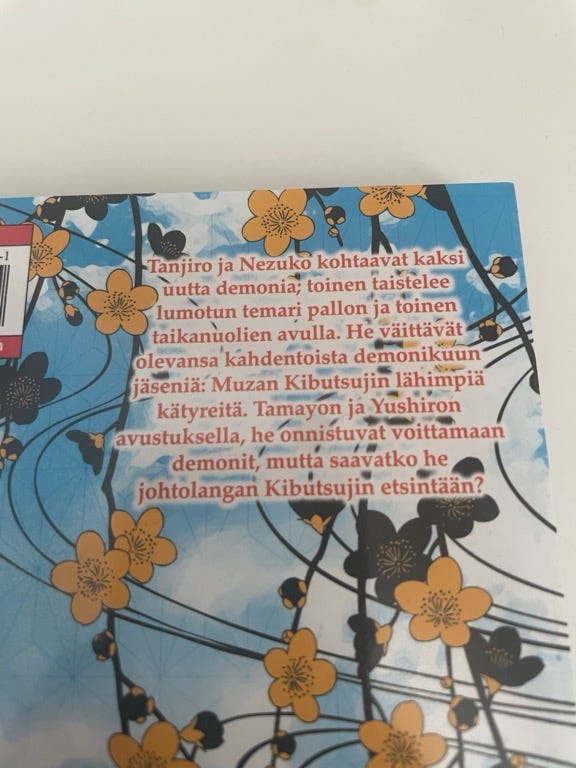 Tanjiro ja Nezuko kohtaavat kaksi
uutta demonia; toinen taistelee
lumotun temari pallon ja toinen
taikanuolien avulla. He väittävät
olevansa kahdentoista demonikuun
jäseniä: Muzan Kibutsujin lähimpiä
kätyreitä. Tamayon ja Yushiron
avustuksella, he onnistuvat voittamaan
demonit, mutta saavatko he
johtolangan Kibutsujin etsintään?